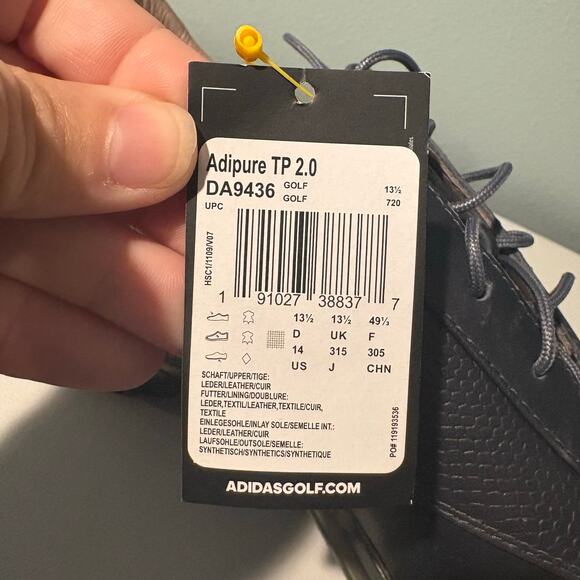 Adipure TP 2.0
DA9436 GOLF 13½
GOLF 720
UPC
HSC1/1109/V07
1 91027 38837 7
13½ 13½ 49⅓
D UK F
14 315 305
US J CHN
SCHAFT/UPPER/TIGE:
LEDER/LEATHER/CUIR
FUTTER/LINING/DOUBLURE:
LEDER,TEXTIL/LEATHER,TEXTILE/CUIR,
TEXTILE
EINLEGESOHLE/INLAY SOLE/SEMELLE INT.:
LEDER/LEATHER/CUIR
LAUFSOHLE/OUTSOLE/SEMELLE:
SYNTHETISCH/SYNTHETICS/SYNTHETIQUE
PO# 119193536
ADIDASGOLF.COM